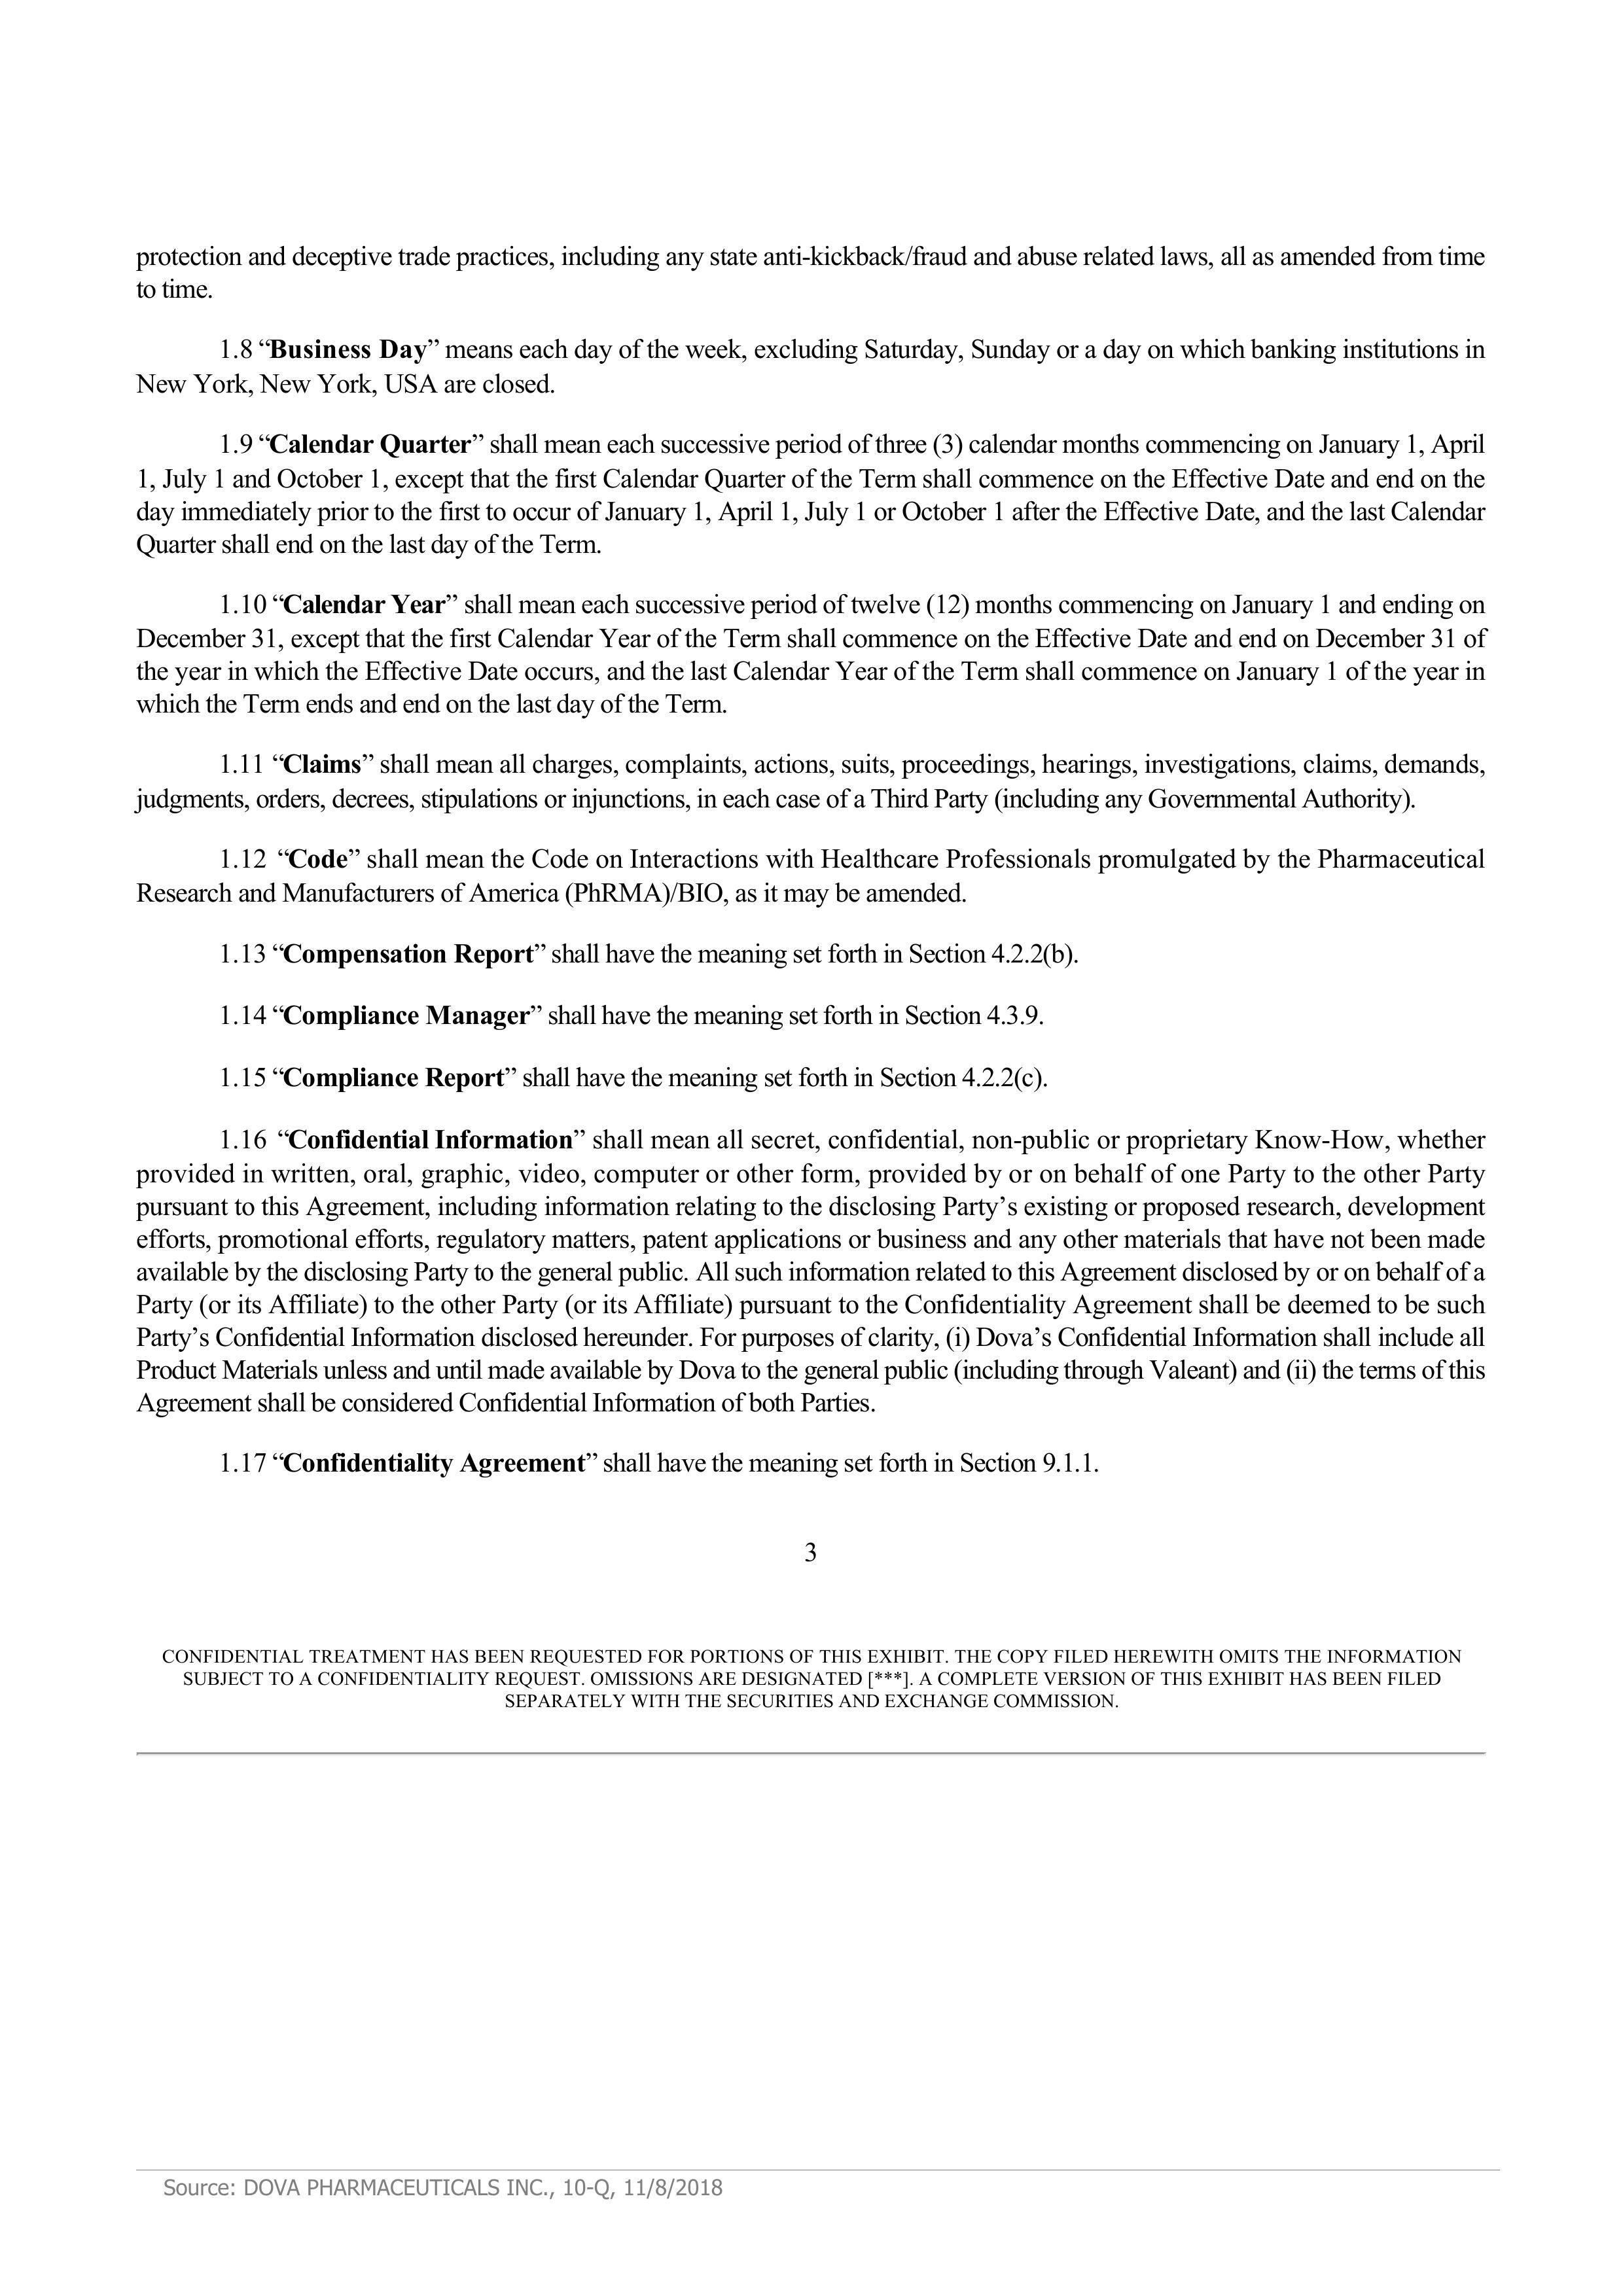 protection and deceptive trade practices, including any state anti-kickback/fraud and abuse related laws, all as amended from time
to time.
1.8 “Business Day” means each day of the week, excluding Saturday, Sunday or a day on which banking institutions in
New York, New York, USA are closed.
1.9 “Calendar Quarter” shall mean each successive period of three (3) calendar months commencing on January 1, April
1, July 1 and October 1, except that the first Calendar Quarter of the Term shall commence on the Effective Date and end on the
day immediately prior to the first to occur of January 1, April 1, July 1 or October 1 after the Effective Date, and the last Calendar
Quarter shall end on the last day of the Term.
1.10 “Calendar Year” shall mean each successive period of twelve (12) months commencing on January 1 and ending on
December 31, except that the first Calendar Year of the Term shall commence on the Effective Date and end on December 31 of
the year in which the Effective Date occurs, and the last Calendar Year of the Term shall commence on January 1 of the year in
which the Term ends and end on the last day of the Term.
1.11 “Claims” shall mean all charges, complaints, actions, suits, proceedings, hearings, investigations, claims, demands,
judgments, orders, decrees, stipulations or injunctions, in each case of a Third Party (including any Governmental Authority).
1.12 “Code” shall mean the Code on Interactions with Healthcare Professionals promulgated by the Pharmaceutical
Research and Manufacturers of America (PhRMA)/BIO, as it may be amended.
1.13 “Compensation Report” shall have the meaning set forth in Section 4.2.2(b).
1.14 “Compliance Manager” shall have the meaning set forth in Section 4.3.9.
1.15 “Compliance Report” shall have the meaning set forth in Section 4.2.2(c).
1.16 “Confidential Information” shall mean all secret, confidential, non-public or proprietary Know-How, whether
provided in written, oral, graphic, video, computer or other form, provided by or on behalf of one Party to the other Party
pursuant to this Agreement, including information relating to the disclosing Party’s existing or proposed research, development
efforts, promotional efforts, regulatory matters, patent applications or business and any other materials that have not been made
available by the disclosing Party to the general public. All such information related to this Agreement disclosed by or on behalf of a
Party (or its Affiliate) to the other Party (or its Affiliate) pursuant to the Confidentiality Agreement shall be deemed to be such
Party’s Confidential Information disclosed hereunder. For purposes of clarity, (i) Dova’s Confidential Information shall include all
Product Materials unless and until made available by Dova to the general public (including through Valeant) and (ii) the terms of this
Agreement shall be considered Confidential Information of both Parties.
1.17 “Confidentiality Agreement” shall have the meaning set forth in Section 9.1.1.
3
CONFIDENTIAL TREATMENT HAS BEEN REQUESTED FOR PORTIONS OF THIS EXHIBIT. THE COPY FILED HEREWITH OMITS THE INFORMATION
SUBJECT TO A CONFIDENTIALITY REQUEST. OMISSIONS ARE DESIGNATED [***]. A COMPLETE VERSION OF THIS EXHIBIT HAS BEEN FILED
SEPARATELY WITH THE SECURITIES AND EXCHANGE COMMISSION.
Source: DOVA PHARMACEUTICALS INC., 10-Q, 11/8/2018